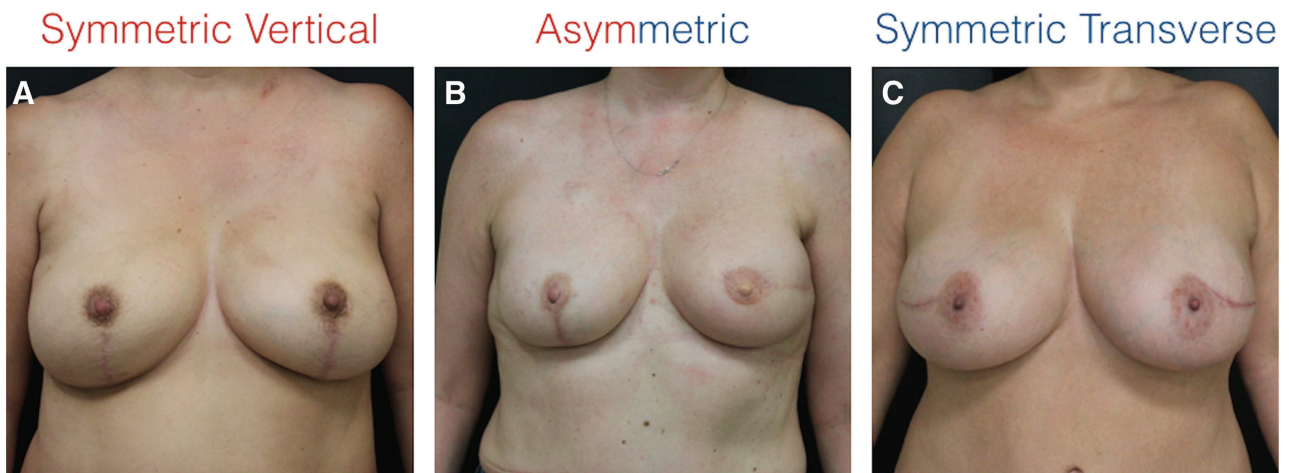 Symmetric Vertical
Asymmetric
Symmetric Transverse
A
B
C